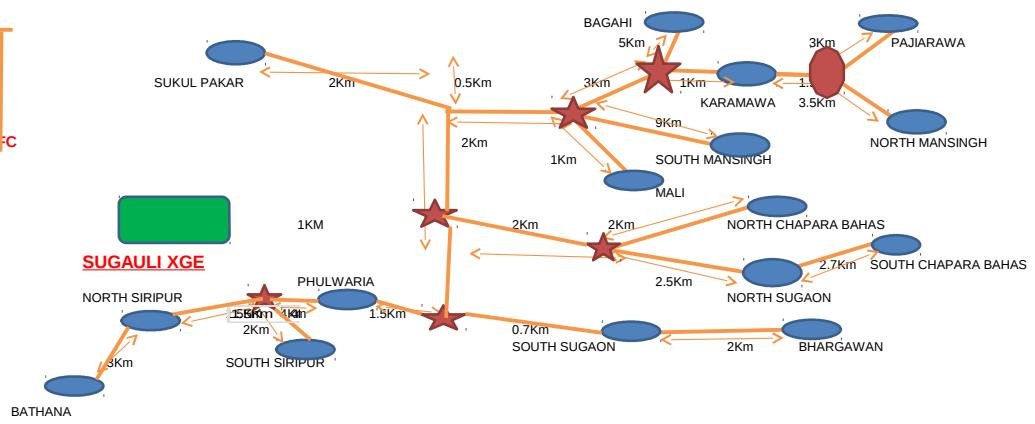 BAGAHI
5Km
3Km
PAJIARAWA
SUKUL PAKAR
2Km
0.5Km
3Km
1Km
KARAMAWA
3.5Km
FC
2Km
9Km
NORTH MANSINGH
1Km
SOUTH MANSINGH
MALI
1KM
2Km
2Km
NORTH CHAPARA BAHAS
SUGAULI XGE
2.7Km
SOUTH CHAPARA BAHAS
PHULWARIA
2.5Km
NORTH SUGAON
NORTH SIRIPUR
1.5Km
2Km
0.7Km
SOUTH SUGAON
2Km
BHARGAWAN
3Km
SOUTH SIRIPUR
BATHANA